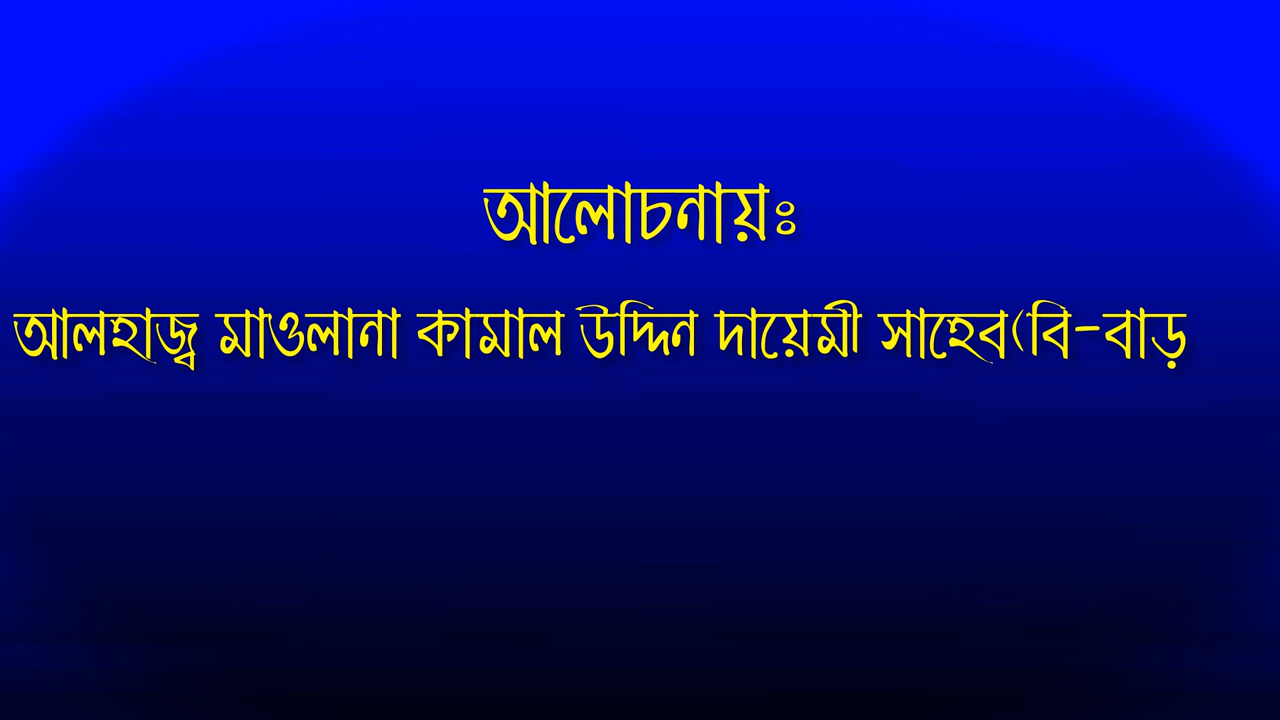 আলোচনায়ঃ
আলহাজ্ব মাওলানা কামাল উদ্দিন দায়েমী সাহেব(বি-বাড়